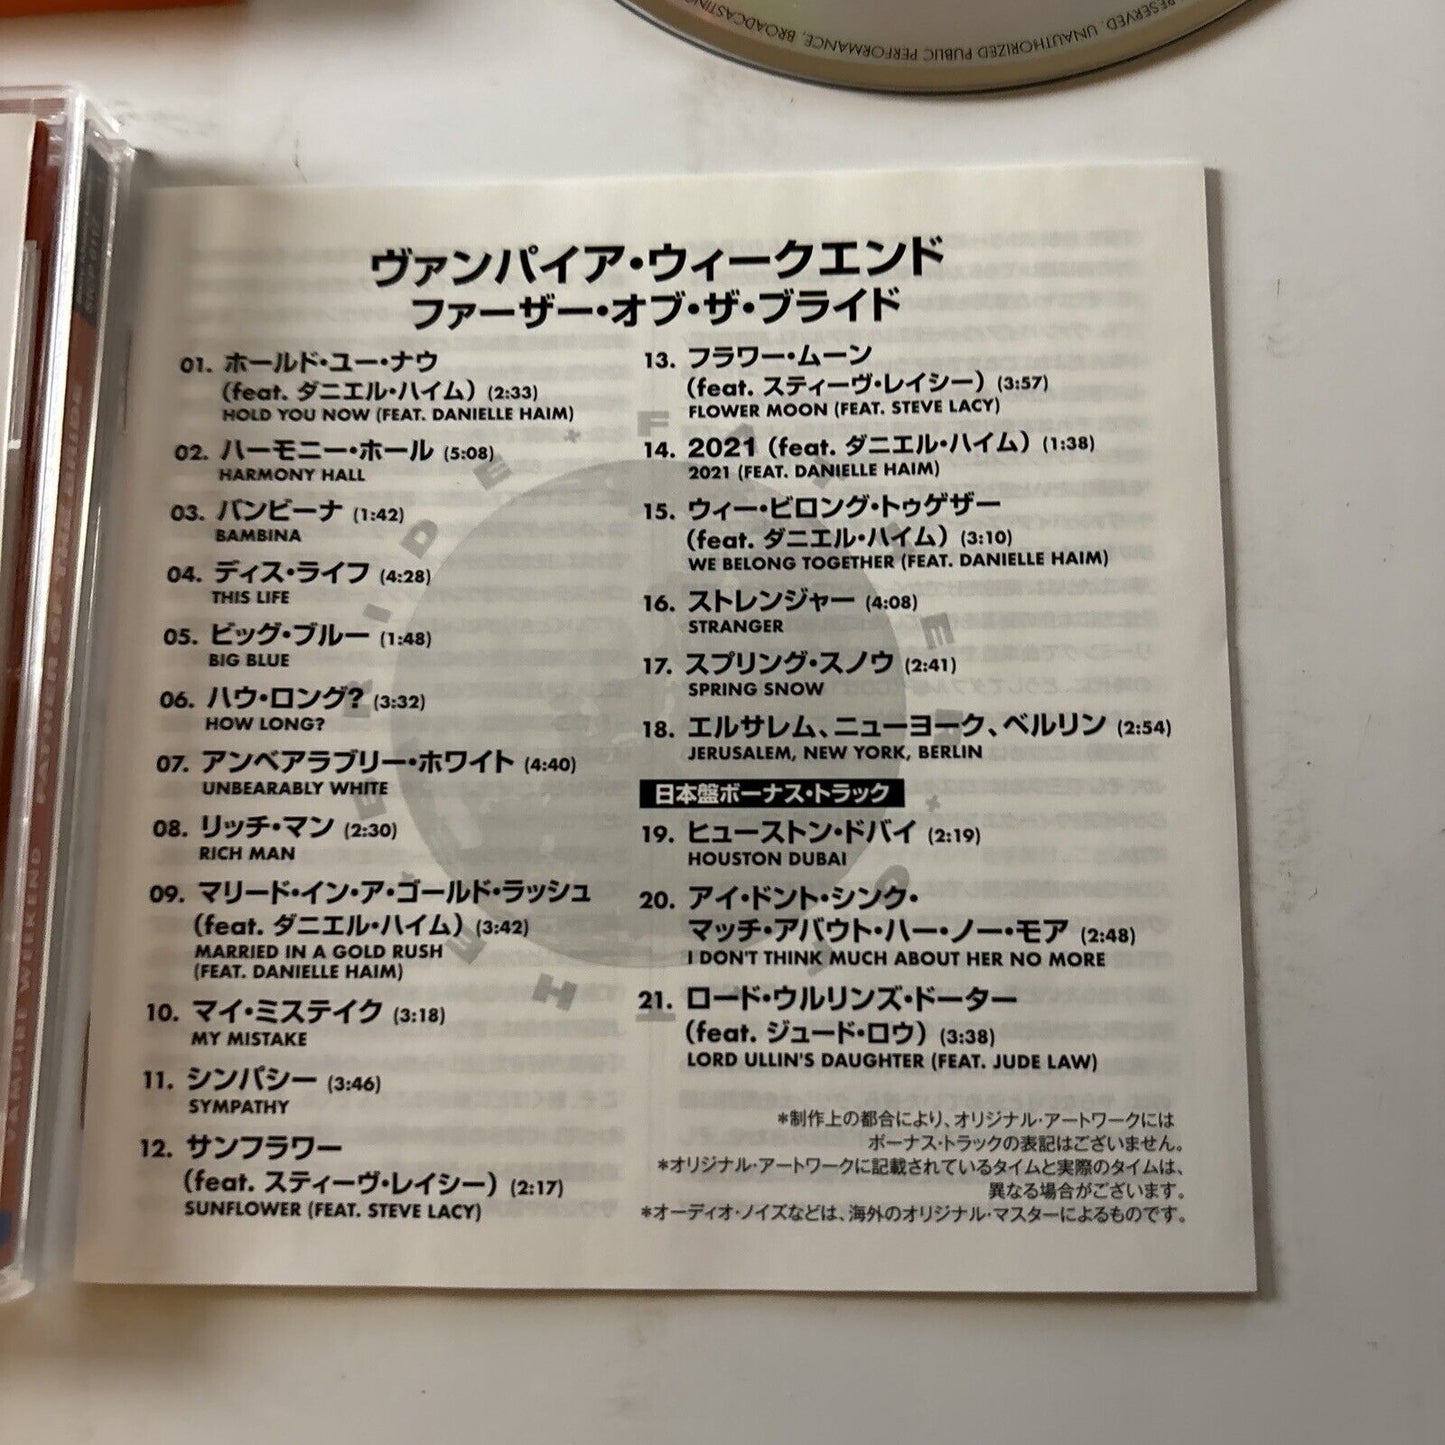 RESERVED. UNAUTHORIZED PUBLIC PERFORMANCE, BROADCASTING
VAMPIRE WEEKEND FATHER OF THE BRIDE
FATHER OF THE BRIDE
ヴァンパイア・ウィークエンド
ファーザー・オブ・ザ・ブライド
01. ホールド・ユー・ナウ
(feat. ダニエル・ハイム) (2:33)
HOLD YOU NOW (FEAT. DANIELLE HAIM)
02. ハーモニー・ホール (5:08)
HARMONY HALL
03. バンビーナ (1:42)
BAMBINA
04. ディス・ライフ (4:28)
THIS LIFE
05. ビッグ・ブルー (1:48)
BIG BLUE
06. ハウ・ロング? (3:32)
HOW LONG?
07. アンベアラブリー・ホワイト (4:40)
UNBEARABLY WHITE
08. リッチ・マン (2:30)
RICH MAN
09. マリード・イン・ア・ゴールド・ラッシュ
(feat. ダニエル・ハイム) (3:42)
MARRIED IN A GOLD RUSH
(FEAT. DANIELLE HAIM)
10. マイ・ミステイク (3:18)
MY MISTAKE
11. シンパシー (3:46)
SYMPATHY
12. サンフラワー
(feat. スティーヴ・レイシー) (2:17)
SUNFLOWER (FEAT. STEVE LACY)
13. フラワー・ムーン
(feat. スティーヴ・レイシー) (3:57)
FLOWER MOON (FEAT. STEVE LACY)
14. 2021 (feat. ダニエル・ハイム) (1:38)
2021 (FEAT. DANIELLE HAIM)
15. ウィー・ビロング・トゥゲザー
(feat. ダニエル・ハイム) (3:10)
WE BELONG TOGETHER (FEAT. DANIELLE HAIM)
16. ストレンジャー (4:08)
STRANGER
17. スプリング・スノウ (2:41)
SPRING SNOW
18. エルサレム、ニューヨーク、ベルリン (2:54)
JERUSALEM, NEW YORK, BERLIN
日本盤ボーナス・トラック
19. ヒューストン・ドバイ (2:19)
HOUSTON DUBAI
20. アイ・ドント・シンク・
マッチ・アバウト・ハー・ノー・モア (2:48)
I DON'T THINK MUCH ABOUT HER NO MORE
21. ロード・ウルリンズ・ドーター
(feat. ジュード・ロウ) (3:38)
LORD ULLIN'S DAUGHTER (FEAT. JUDE LAW)
*制作上の都合により、オリジナル・アートワークには
ボーナス・トラックの表記はございません。
*オリジナル・アートワークに記載されているタイムと実際のタイムは、
異なる場合がございます。
*オーディオ・ノイズなどは、海外のオリジナル・マスターによるものです。